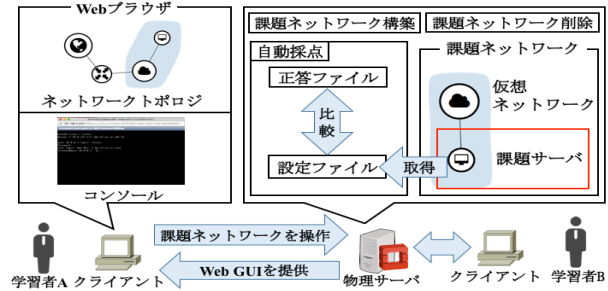 Webブラウザ
ネットワークトポロジ
コンソール
課題ネットワーク構築
課題ネットワーク削除
自動採点
正答ファイル
比較
設定ファイル
取得
課題ネットワーク
仮想
ネットワーク
課題サーバ
課題ネットワークを操作
Web GUIを提供
学習者A
クライアント
物理サーバ
クライアント
学習者B